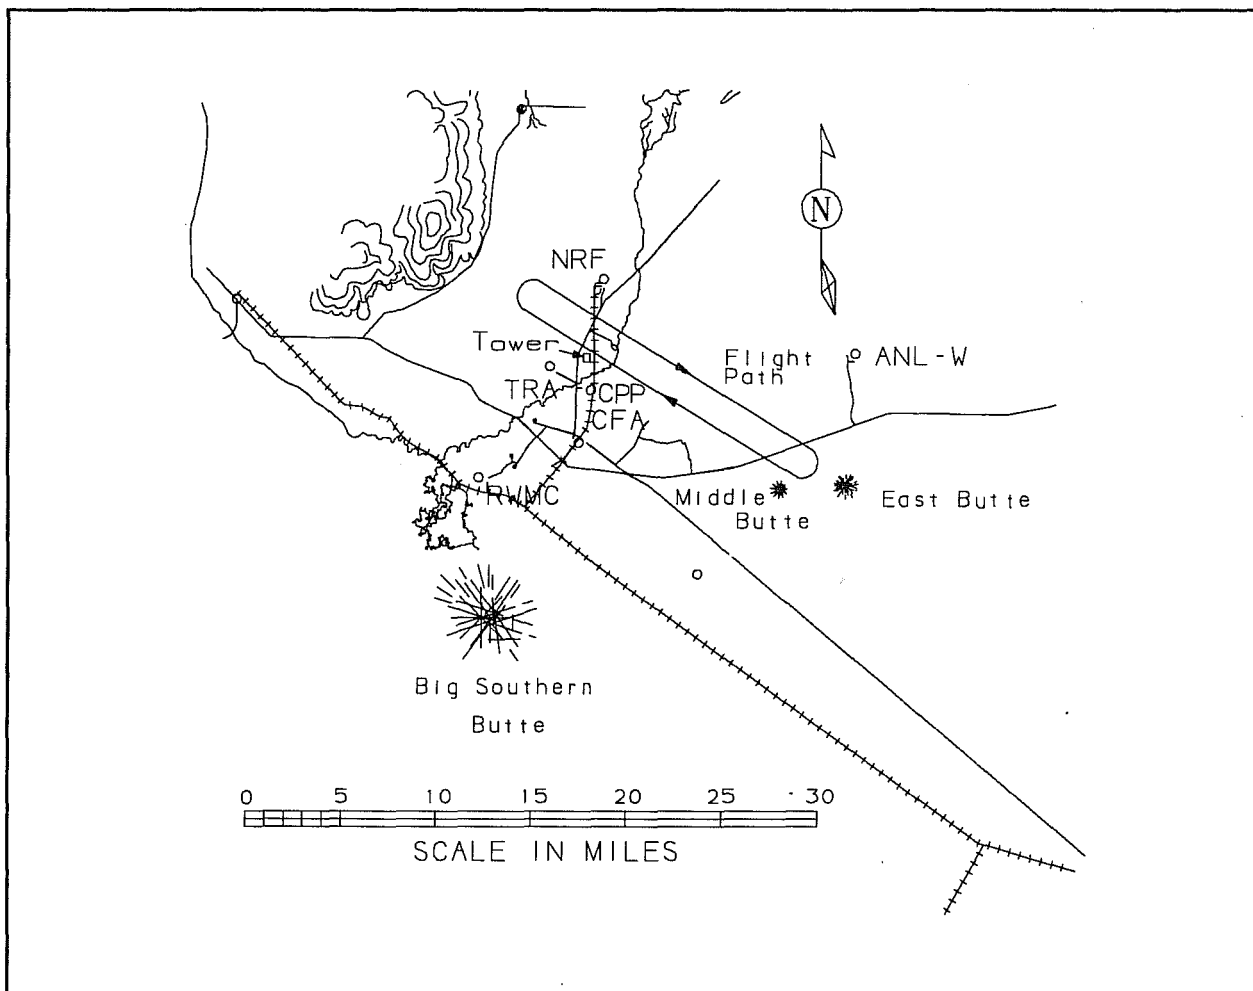 N
NRF
Tower
Flight
Path
ANL-W
TRA
CPP
CFA
RWMC
Middle
Butte
East Butte
Big Southern
Butte
0 5 10 15 20 25 30
SCALE IN MILES